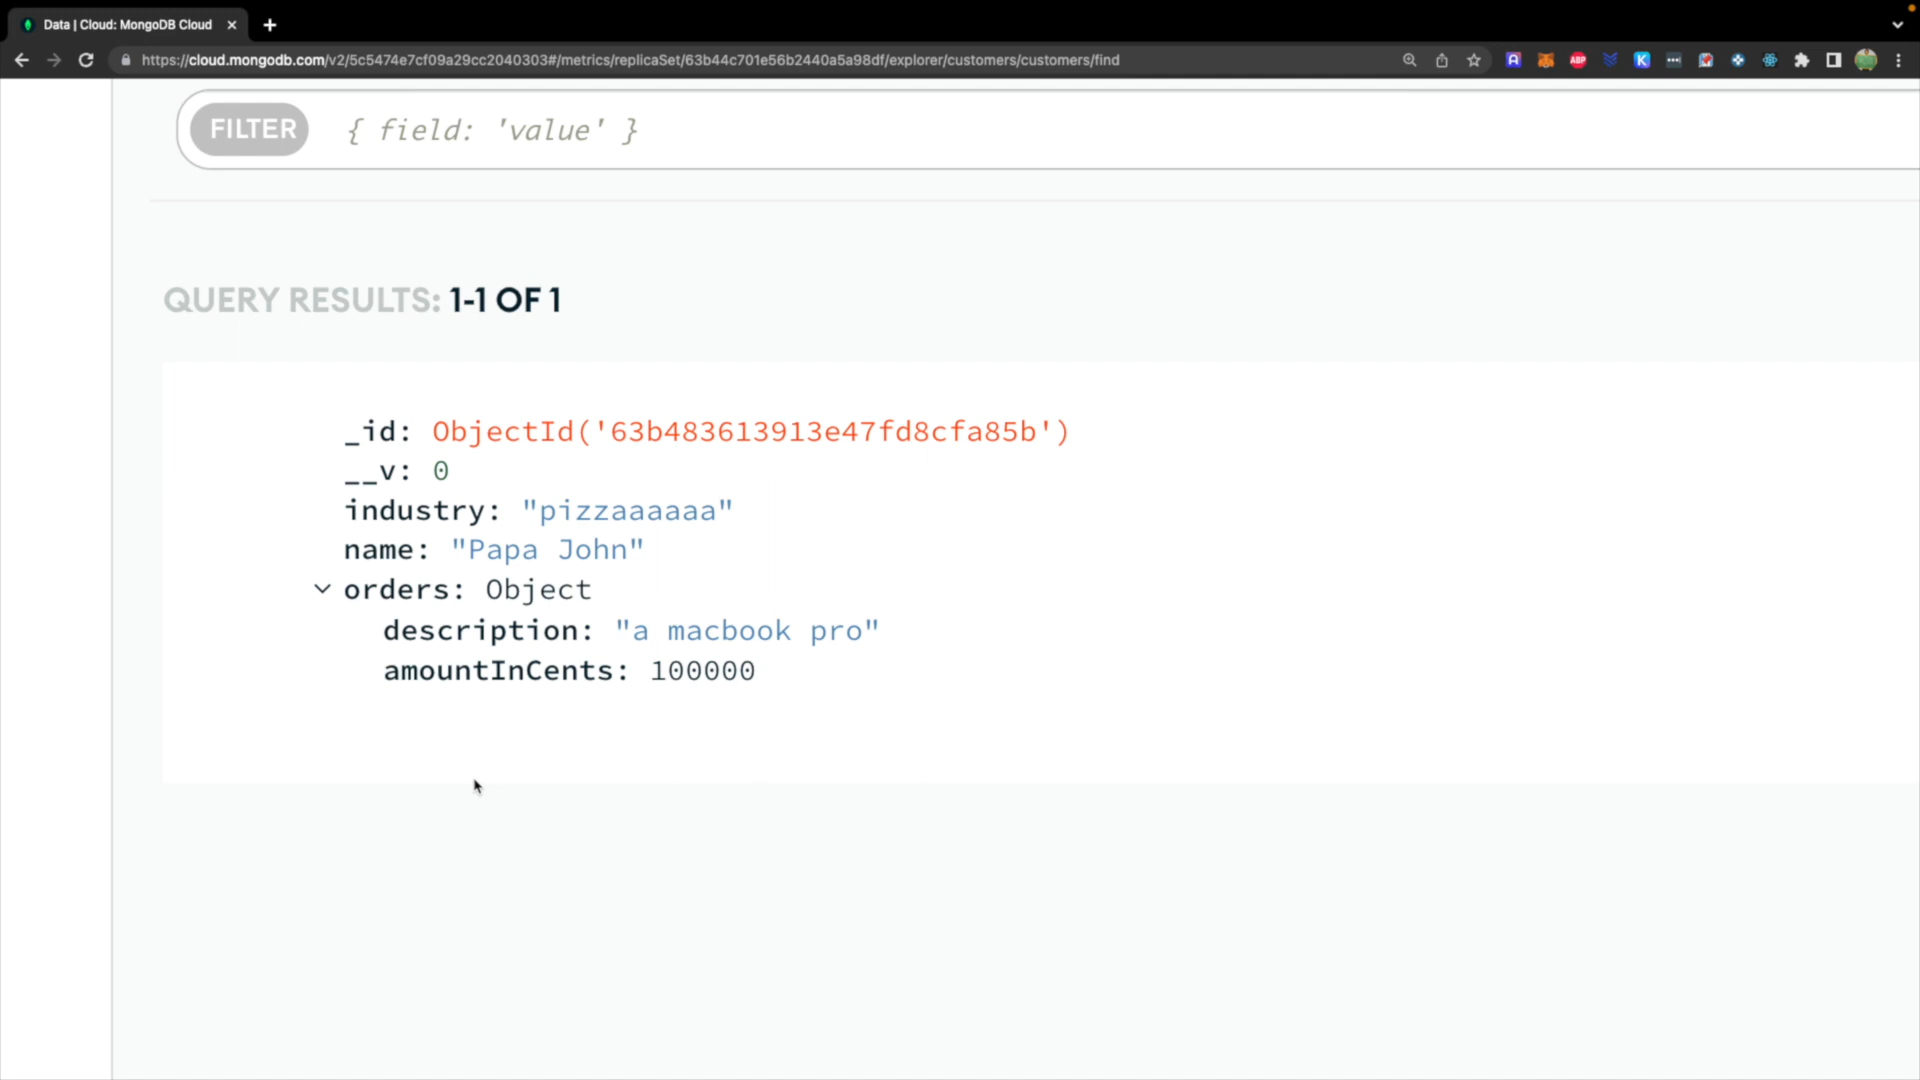 Data | Cloud: MongoDB Cloud
https://cloud.mongodb.com/v2/5c5474e7cf09a29cc2040303#/metrics/replicaSet/63b44c701e56b2440a5a98df/explorer/customers/customers/find
A
ABP
K
FILTER { field: 'value' }
QUERY RESULTS: 1-1 OF 1
_id: ObjectId('63b483613913e47fd8cfa85b')
__v: 0
industry: "pizzaaaaaa"
name: "Papa John"
orders: Object
description: "a macbook pro"
amountInCents: 100000